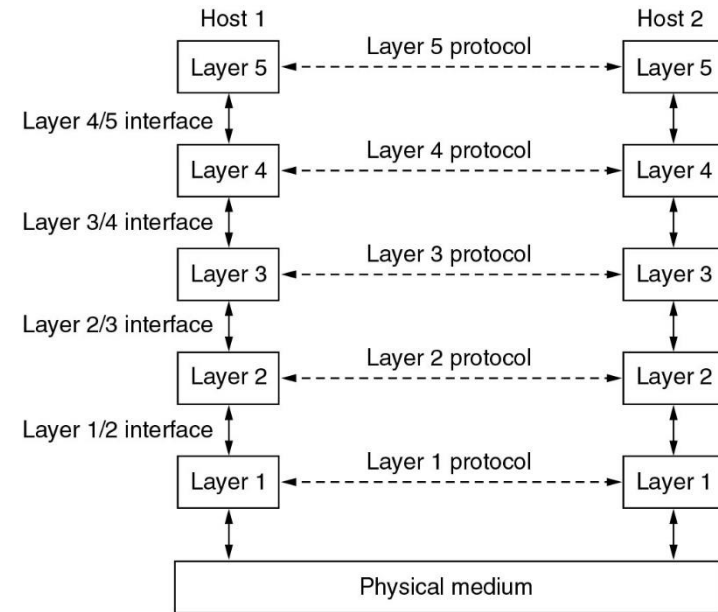 Host 1
Host 2
Layer 5 protocol
Layer 5
Layer 5
Layer 4/5 interface
Layer 4 protocol
Layer 4
Layer 4
Layer 3/4 interface
Layer 3 protocol
Layer 3
Layer 3
Layer 2/3 interface
Layer 2 protocol
Layer 2
Layer 2
Layer 1/2 interface
Layer 1 protocol
Layer 1
Layer 1
Physical medium